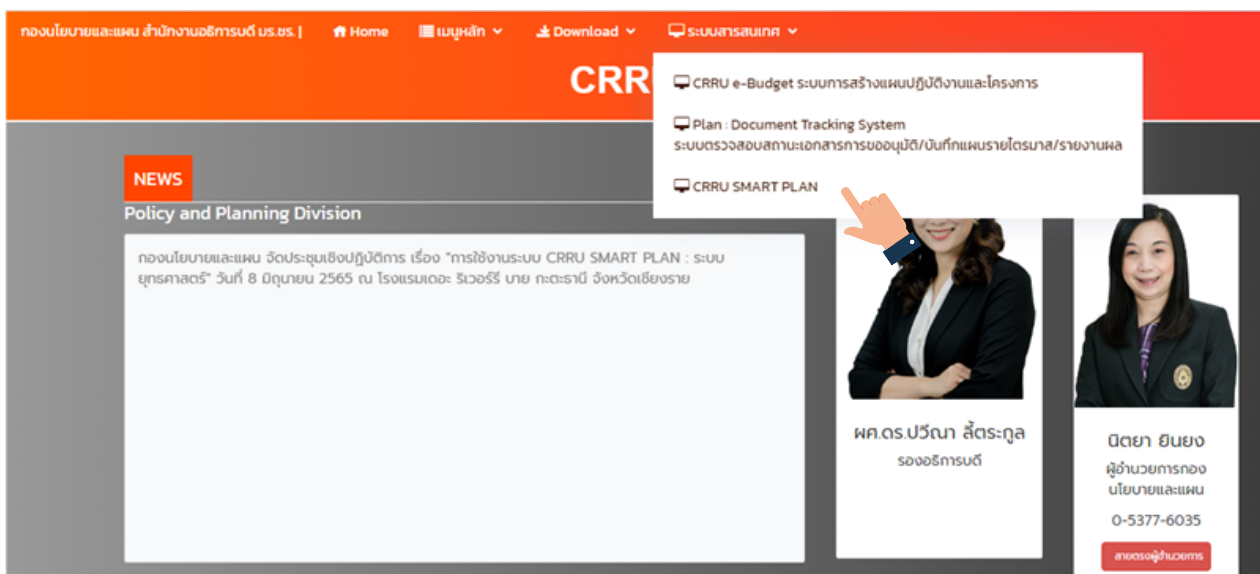 กองนโยบายและแผน สำนักงานอธิการบดี มร.ชร. | Home เมนูหลัก Download ระบบสารสนเทศ
CRR
CRRU e-Budget ระบบการสร้างแผนปฏิบัติงานและโครงการ
Plan : Document Tracking System
ระบบตรวจสอบสถานะเอกสารการขออนุมัติ/บันทึกแผนรายไตรมาส/รายงานผล
CRRU SMART PLAN
NEWS
Policy and Planning Division
กองนโยบายและแผน จัดประชุมเชิงปฏิบัติการ เรื่อง "การใช้งานระบบ CRRU SMART PLAN : ระบบ
ยุทธศาสตร์" วันที่ 8 มิถุนายน 2565 ณ โรงแรมเดอะ ริเวอร์รี บาย กะตะธานี จังหวัดเชียงราย
ผศ.ดร.ปวีณา ลี้ตระกูล
รองอธิการบดี
นิตยา ยินยง
ผู้อำนวยการกอง
นโยบายและแผน
0-5377-6035
สายตรงผู้อำนวยการ